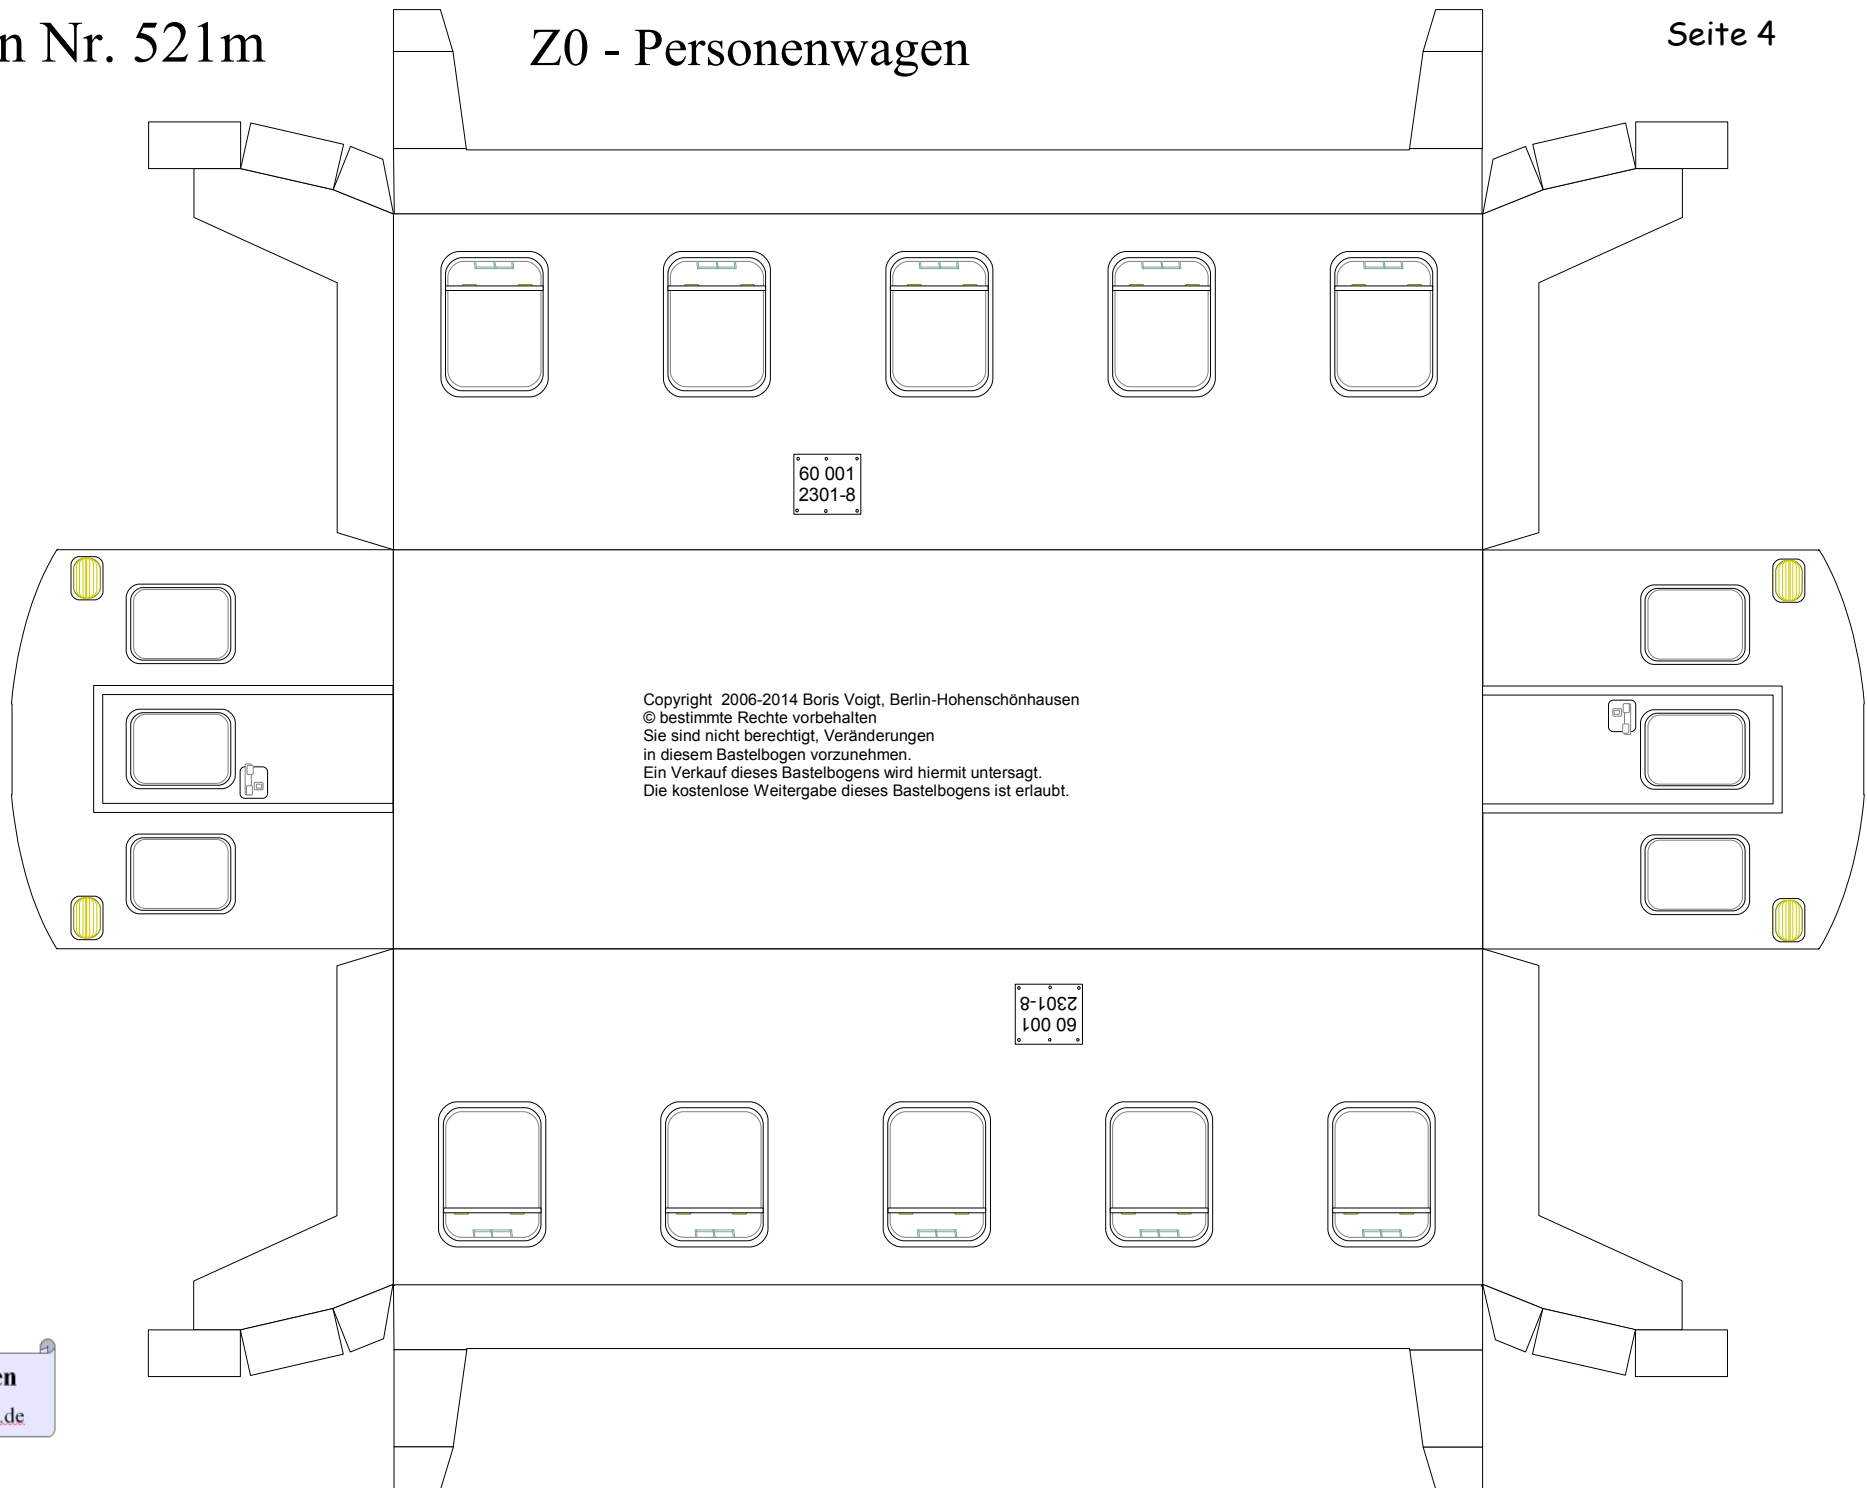 n Nr. 521m
Z0 - Personenwagen
Seite 4
60 001
2301-8
Copyright  2006-2014 Boris Voigt, Berlin-Hohenschönhausen
© bestimmte Rechte vorbehalten
Sie sind nicht berechtigt, Veränderungen
in diesem Bastelbogen vorzunehmen.
Ein Verkauf dieses Bastelbogens wird hiermit untersagt.
Die kostenlose Weitergabe dieses Bastelbogens ist erlaubt.
60 001
2301-8
en
.de